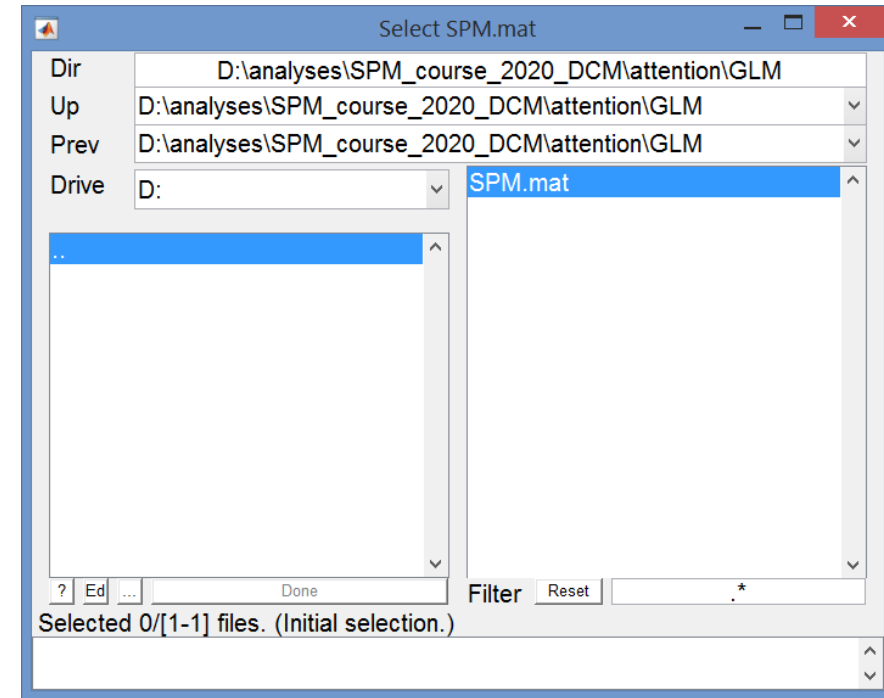 Select SPM.mat
Dir D:\analyses\SPM_course_2020_DCM\attention\GLM
Up D:\analyses\SPM_course_2020_DCM\attention\GLM
Prev D:\analyses\SPM_course_2020_DCM\attention\GLM
Drive D:
SPM.mat
..
? Ed ... Done Filter Reset .*
Selected 0/[1-1] files. (Initial selection.)